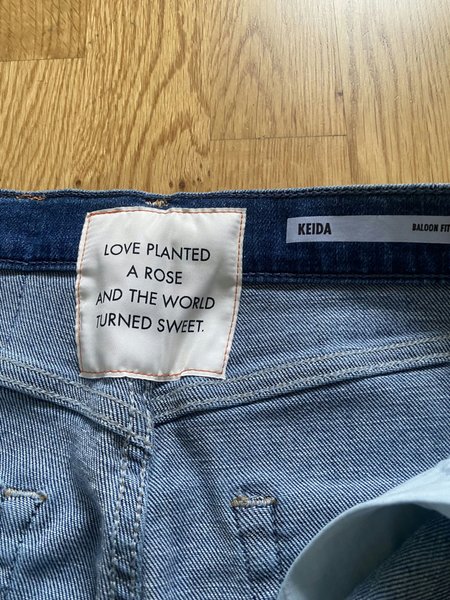 LOVE PLANTED
A ROSE
AND THE WORLD
TURNED SWEET.
KEIDA
BALOON FIT